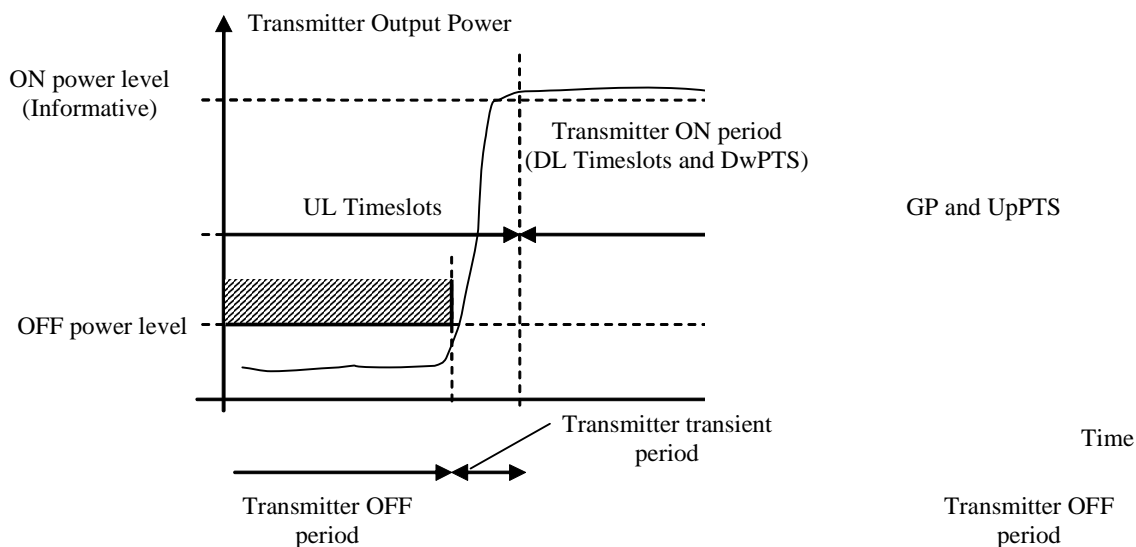 Transmitter Output Power
ON power level
(Informative)
Transmitter ON period
(DL Timeslots and DwPTS)
UL Timeslots
GP and UpPTS
OFF power level
Transmitter transient
period
Time
Transmitter OFF
period
Transmitter OFF
period